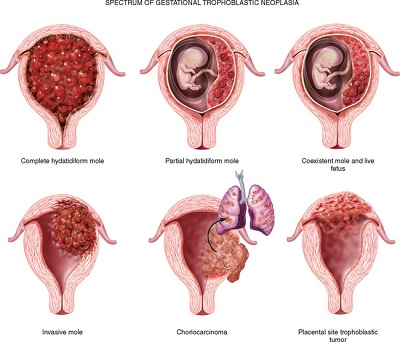 SPECTRUM OF GESTATIONAL TROPHOBLASTIC NEOPLASIA
Complete hydatidiform mole
Partial hydatidiform mole
Coexistent mole and live
fetus
Invasive mole
Choriocarcinoma
Placental site trophoblastic
tumor